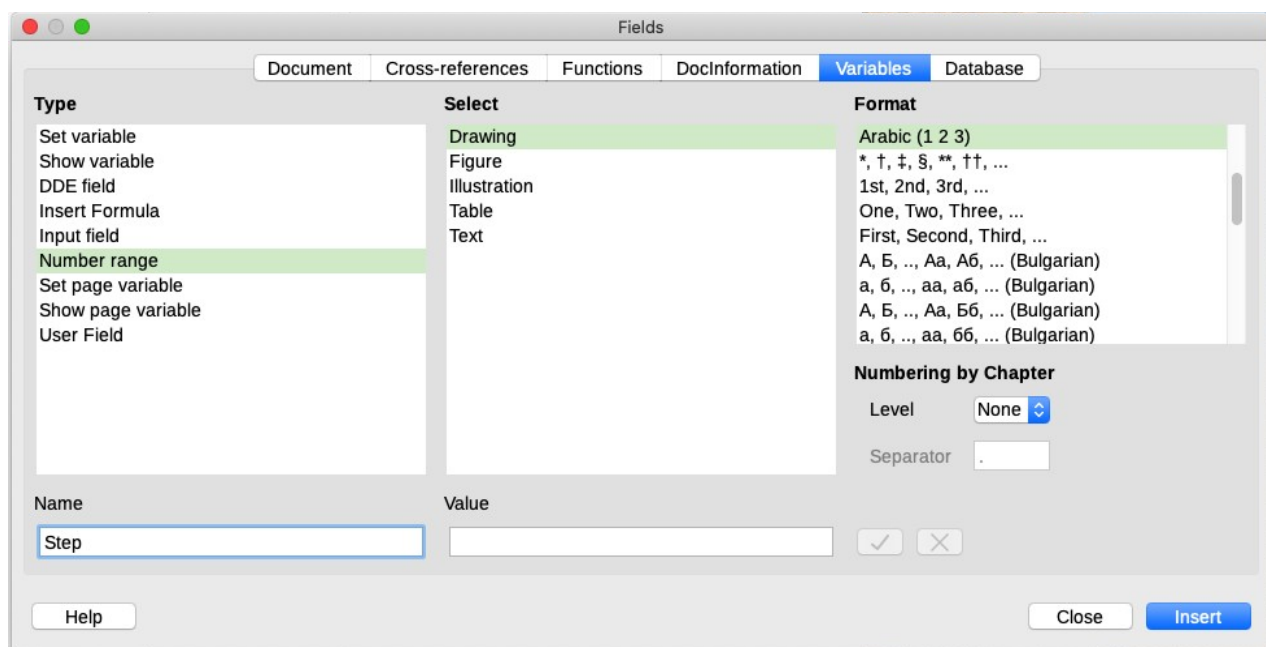 Fields
Document Cross-references Functions DocInformation Variables Database
Type
Set variable
Show variable
DDE field
Insert Formula
Input field
Number range
Set page variable
Show page variable
User Field
Select
Drawing
Figure
Illustration
Table
Text
Format
Arabic (1 2 3)
*, †, ‡, §, **, ††, ...
1st, 2nd, 3rd, ...
One, Two, Three, ...
First, Second, Third, ...
А, Б, .., Аа, Аб, ... (Bulgarian)
а, б, .., аа, аб, ... (Bulgarian)
А, Б, .., Аа, Бб, ... (Bulgarian)
а, б, .., аа, бб, ... (Bulgarian)
Numbering by Chapter
Level None
Separator .
Name
Step
Value
Help Close Insert